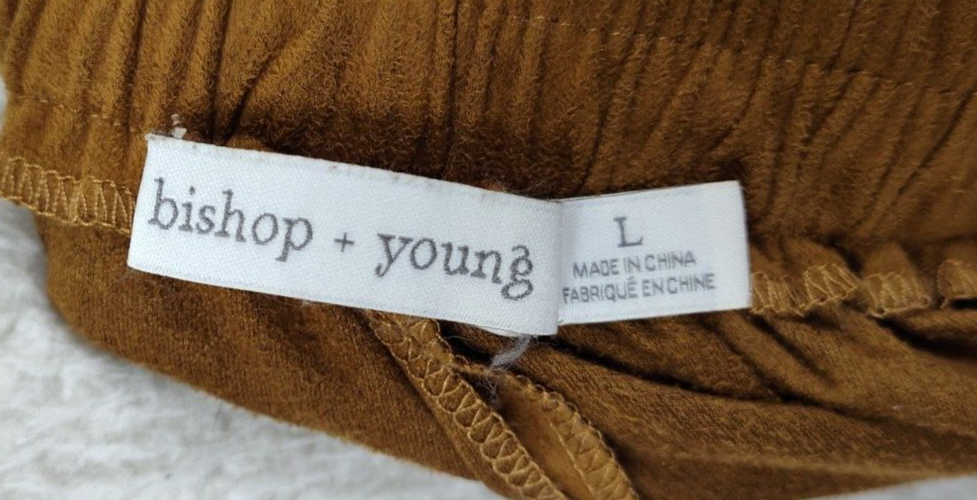 bishop + young
L
MADE IN CHINA
FABRIQUÉ EN CHINE